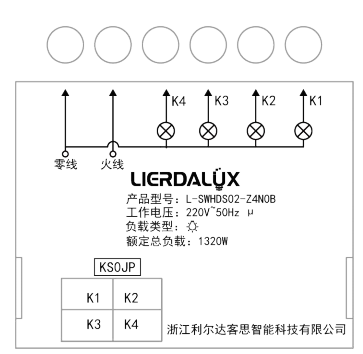 K4 K3 K2 K1
零线 火线
LIERDALUX
产品型号: L-SWHDS02-Z4N0B
工作电压: 220V~50Hz μ
负载类型:
额定总负载: 1320W
KS0JP
K1 K2
K3 K4
浙江利尔达客思智能科技有限公司